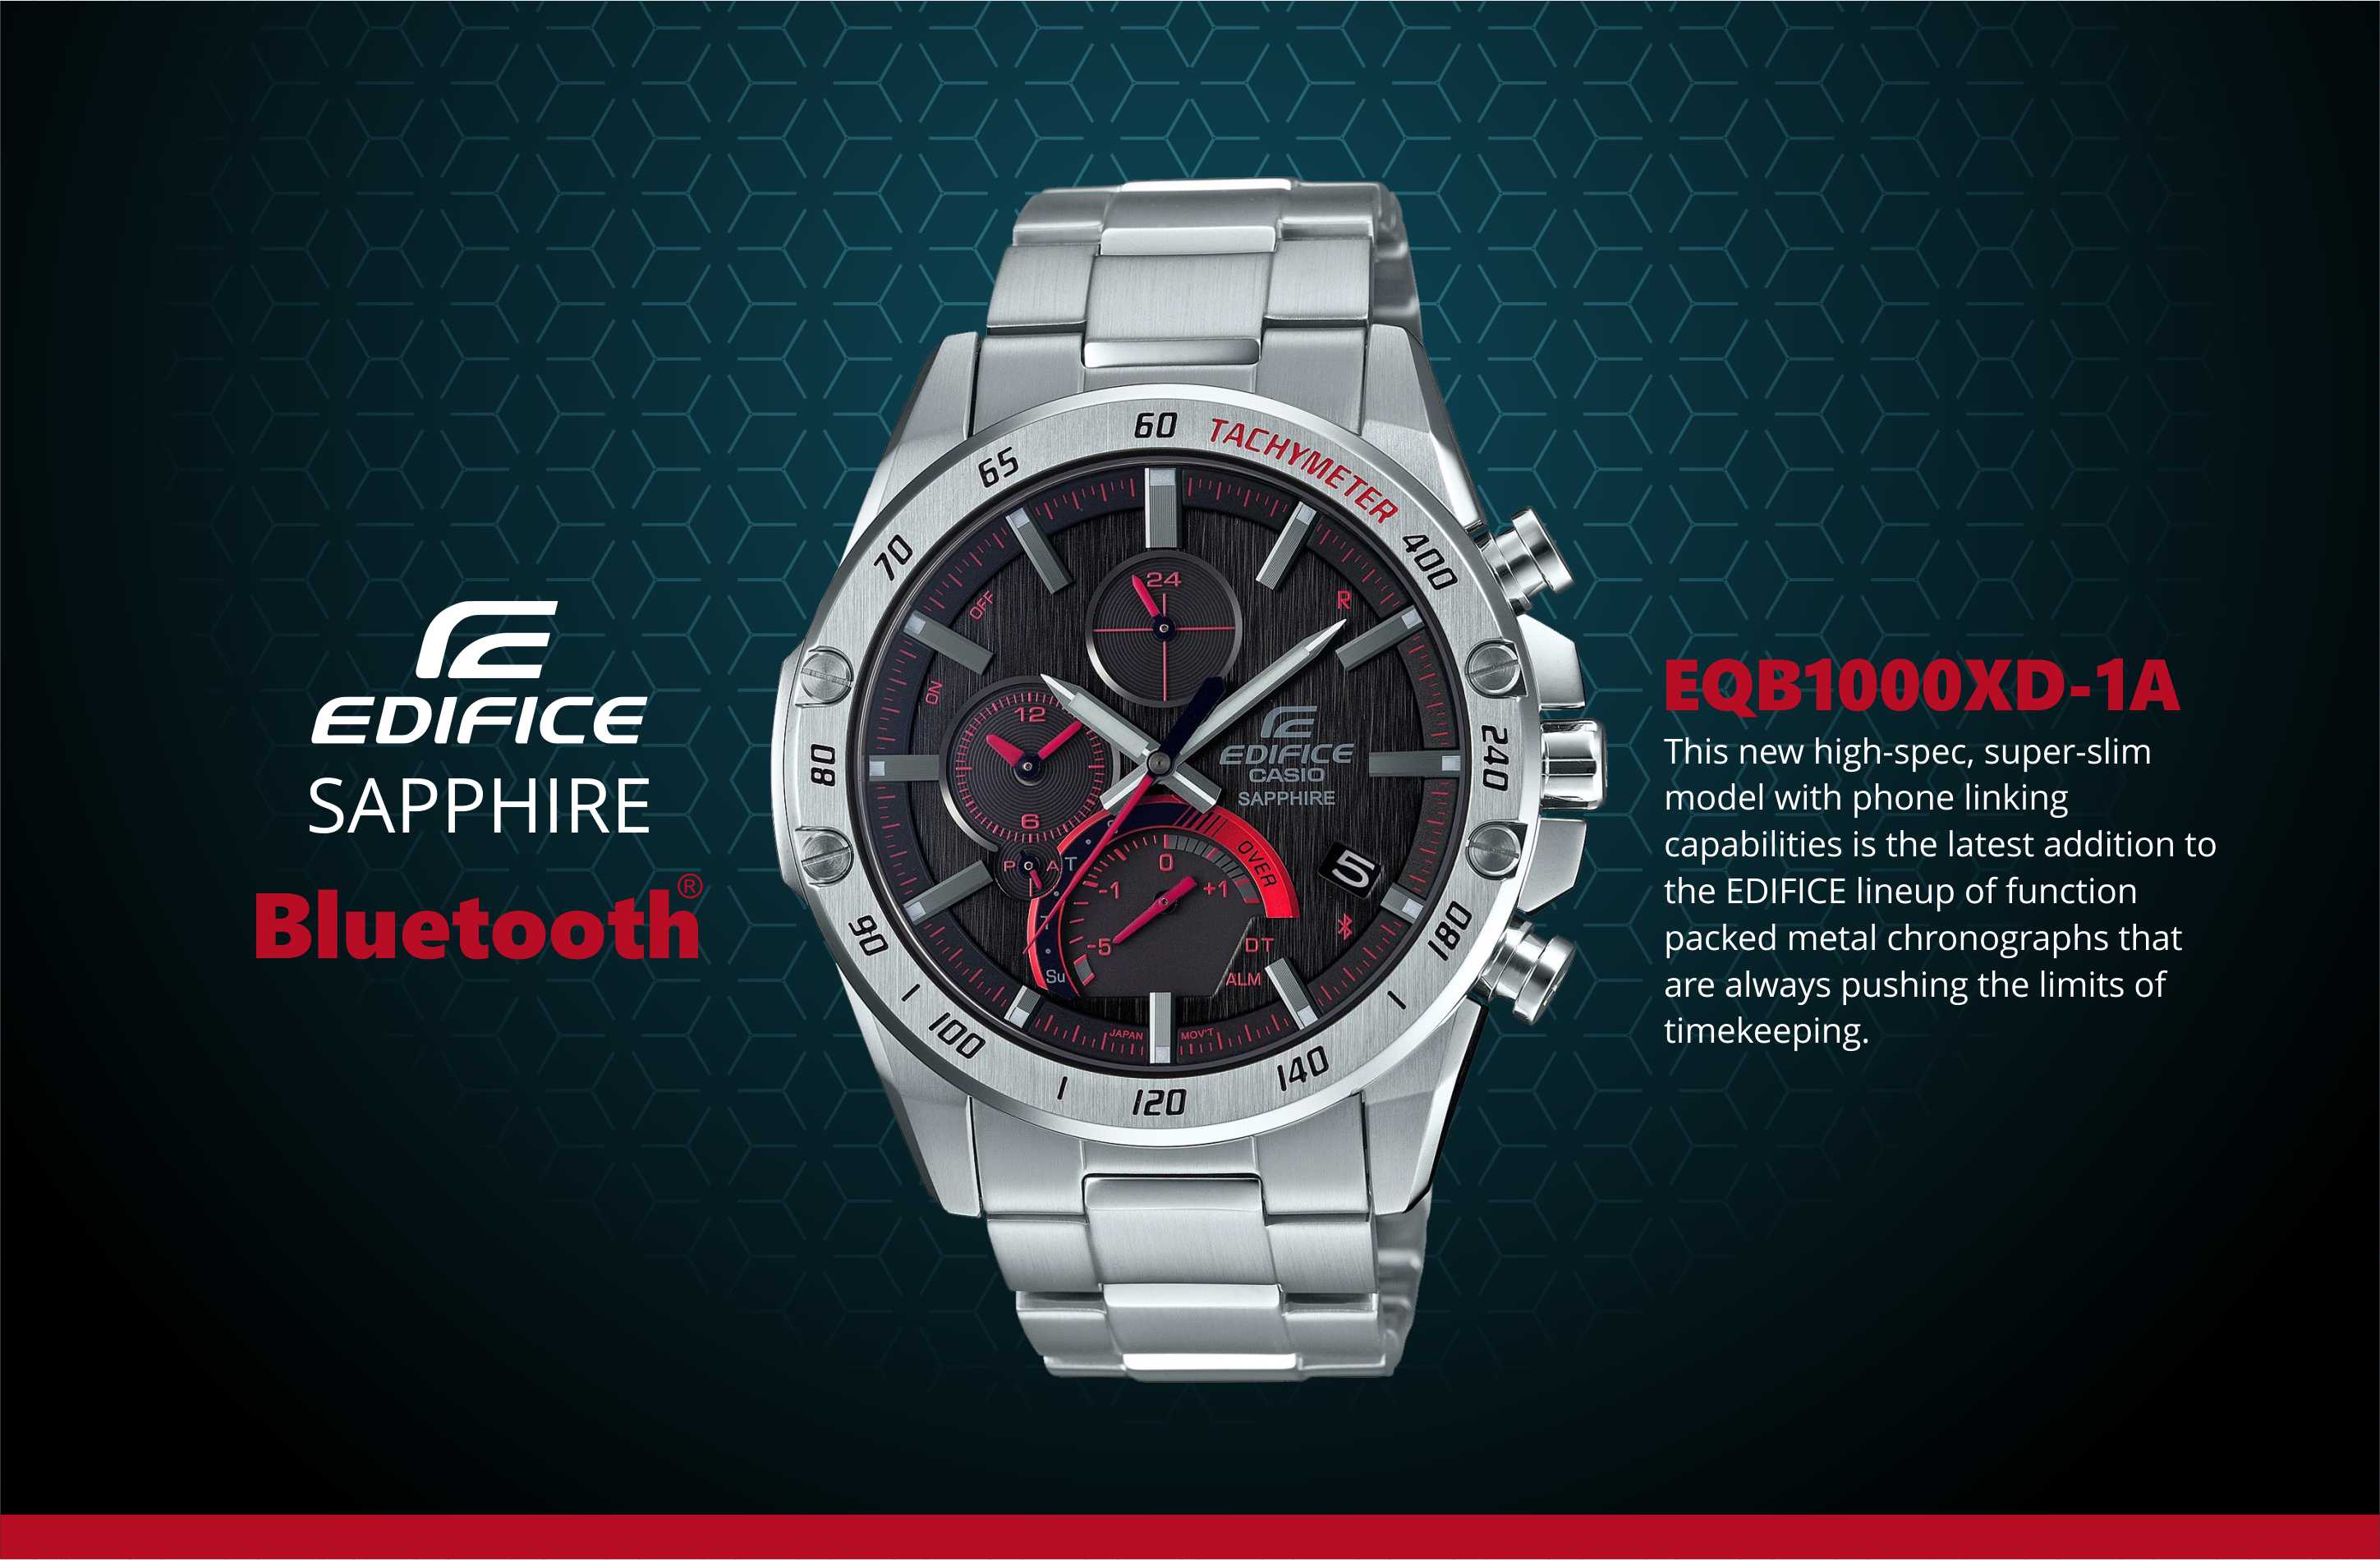 EDIFICE
SAPPHIRE
Bluetooth®
60
TACHYMETER
65
400
70
24
OFF
R
ON
12
EDIFICE
CASIO
SAPPHIRE
80
240
6
0
OVER
P
A
T
-1
+1
5
-5
DT
ALM
Su
90
180
JAPAN
MOV'T
100
140
120
EQB1000XD-1A
This new high-spec, super-slim
model with phone linking
capabilities is the latest addition to
the EDIFICE lineup of function
packed metal chronographs that
are always pushing the limits of
timekeeping.